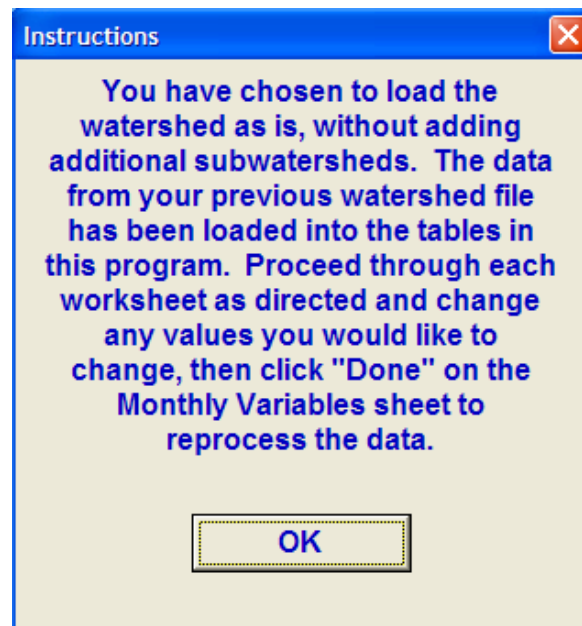 Instructions
You have chosen to load the
watershed as is, without adding
additional subwatersheds.  The data
from your previous watershed file
has been loaded into the tables in
this program.  Proceed through each
worksheet as directed and change
any values you would like to
change, then click "Done" on the
Monthly Variables sheet to
reprocess the data.
OK